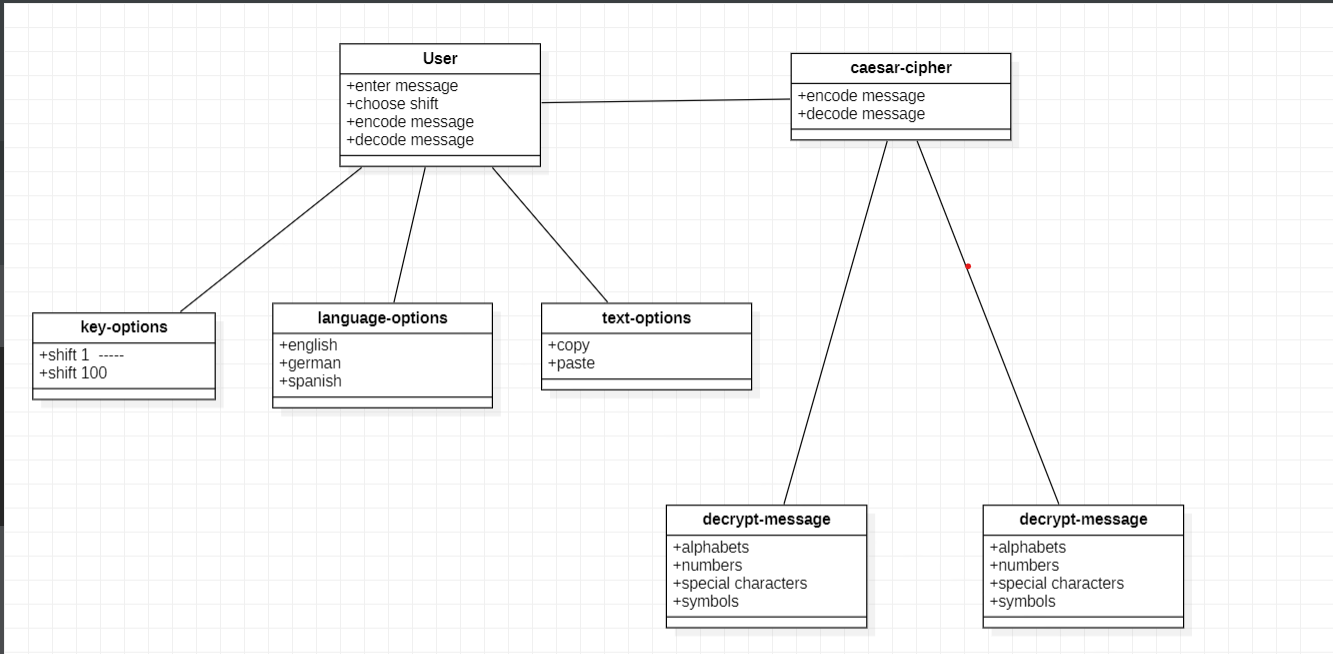 User
+enter message
+choose shift
+encode message
+decode message
caesar-cipher
+encode message
+decode message
key-options
+shift 1  -----
+shift 100
language-options
+english
+german
+spanish
text-options
+copy
+paste
decrypt-message
+alphabets
+numbers
+special characters
+symbols
decrypt-message
+alphabets
+numbers
+special characters
+symbols